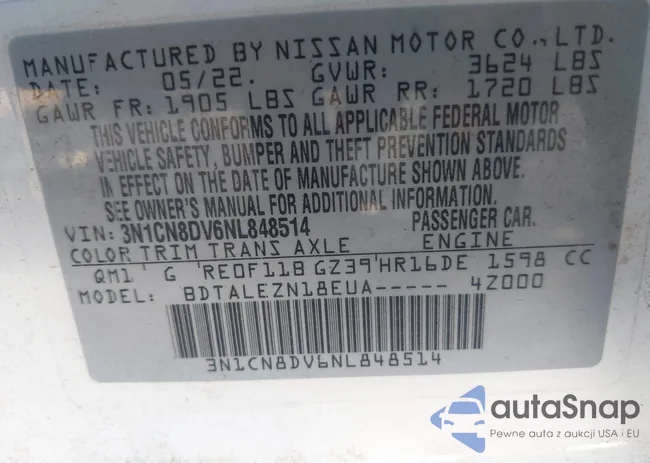 MANUFACTURED BY NISSAN MOTOR CO., LTD.
DATE: 05/22. GVWR: 3624 LBS
GAWR FR: 1905 LBS GAWR RR: 1720 LBS
THIS VEHICLE CONFORMS TO ALL APPLICABLE FEDERAL MOTOR
VEHICLE SAFETY, BUMPER AND THEFT PREVENTION STANDARDS
IN EFFECT ON THE DATE OF MANUFACTURE SHOWN ABOVE.
SEE OWNER'S MANUAL FOR ADDITIONAL INFORMATION.
VIN: 3N1CN8DV6NL848514 PASSENGER CAR.
COLOR TRIM TRANS AXLE ENGINE
QM1 G RE0F11B GZ39 HR16DE 1598 CC
MODEL: BDTALEZN18EUA----- 4Z000
3N1CN8DV6NL848514
autaSnap
Pewne auta z aukcji USA i EU